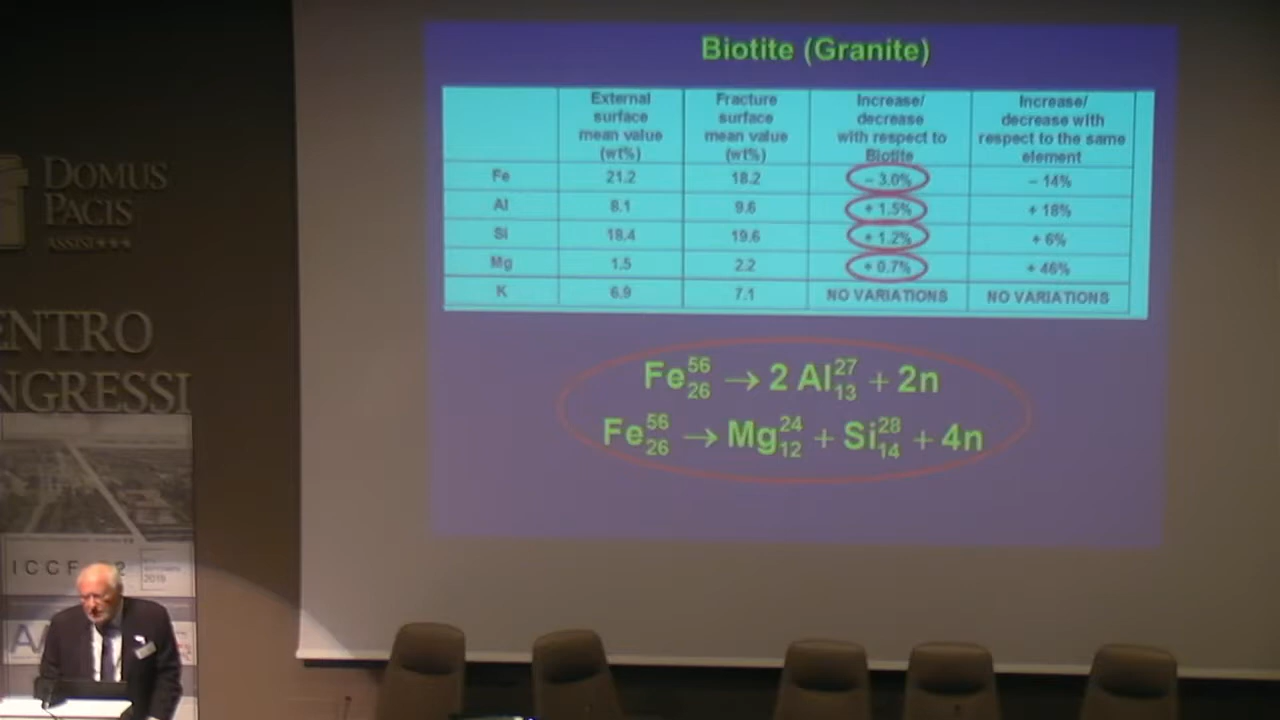 Biotite (Granite)
External surface mean value (wt%) Fracture surface mean value (wt%) Increase/ decrease with respect to Biotite Increase/ decrease with respect to the same element
Fe 21.2 18.2 − 3.0% − 14%
Al 8.1 9.6 + 1.5% + 18%
Si 18.4 19.6 + 1.2% + 6%
Mg 1.5 2.2 + 0.7% + 46%
K 6.9 7.1 NO VARIATIONS NO VARIATIONS
Fe⁵⁶₂₆ → 2 Al²⁷₁₃ + 2n
Fe⁵⁶₂₆ → Mg²⁴₁₂ + Si²⁸₁₄ + 4n
DOMUS
PACIS
ASSISI★★★
ENTRO
NGRESSI
ICCF 2
2019